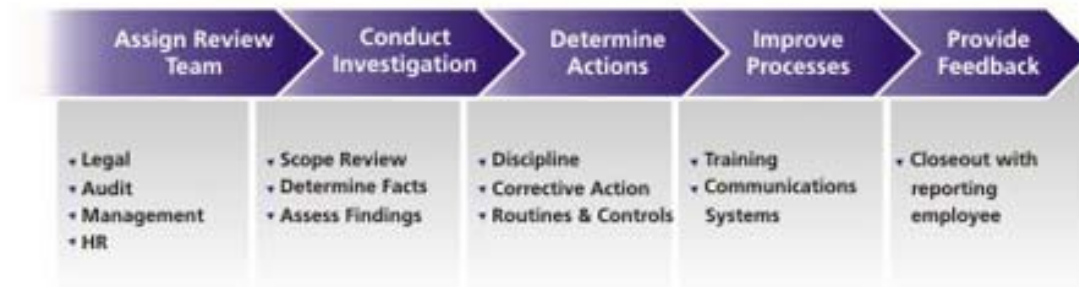 Assign Review
Team
Conduct
Investigation
Determine
Actions
Improve
Processes
Provide
Feedback
• Legal
• Audit
• Management
• HR
• Scope Review
• Determine Facts
• Assess Findings
• Discipline
• Corrective Action
• Routines & Controls
• Training
• Communications
Systems
• Closeout with
reporting
employee